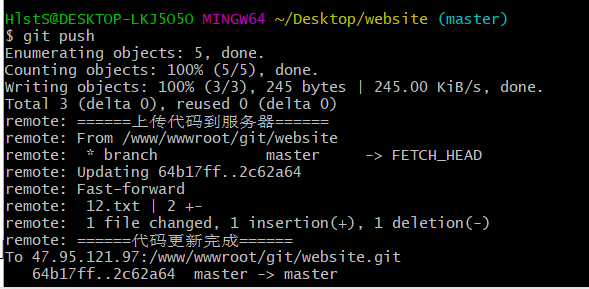 HlstS@DESKTOP-LKJ5O5O MINGW64 ~/Desktop/website (master)
$ git push
Enumerating objects: 5, done.
Counting objects: 100% (5/5), done.
Writing objects: 100% (3/3), 245 bytes | 245.00 KiB/s, done.
Total 3 (delta 0), reused 0 (delta 0)
remote: ======上传代码到服务器======
remote: From /www/wwwroot/git/website
remote:  * branch            master     -> FETCH_HEAD
remote: Updating 64b17ff..2c62a64
remote: Fast-forward
remote:  12.txt | 2 +-
remote:  1 file changed, 1 insertion(+), 1 deletion(-)
remote: ======代码更新完成======
To 47.95.121.97:/www/wwwroot/git/website.git
   64b17ff..2c62a64  master -> master